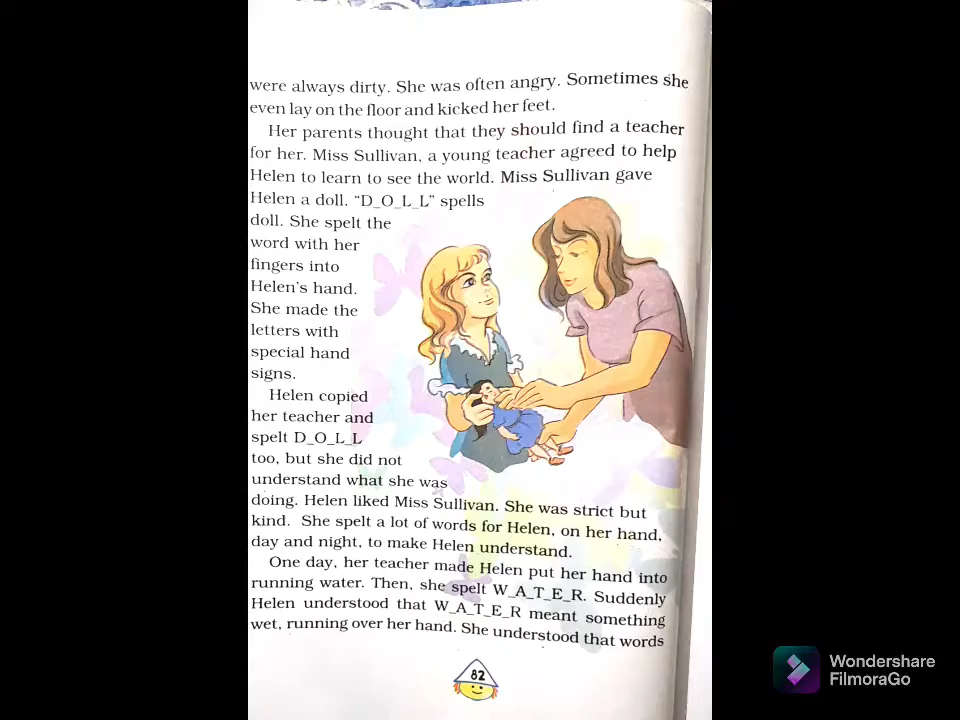 were always dirty. She was often angry. Sometimes she
even lay on the floor and kicked her feet.
Her parents thought that they should find a teacher
for her. Miss Sullivan, a young teacher agreed to help
Helen to learn to see the world. Miss Sullivan gave
Helen a doll. “D_O_L_L” spells
doll. She spelt the
word with her
fingers into
Helen's hand.
She made the
letters with
special hand
signs.
Helen copied
her teacher and
spelt D_O_L_L
too, but she did not
understand what she was
doing. Helen liked Miss Sullivan. She was strict but
kind. She spelt a lot of words for Helen, on her hand,
day and night, to make Helen understand.
One day, her teacher made Helen put her hand into
running water. Then, she spelt W_A_T_E_R. Suddenly
Helen understood that W_A_T_E_R meant something
wet, running over her hand. She understood that words
82
Wondershare
FilmoraGo